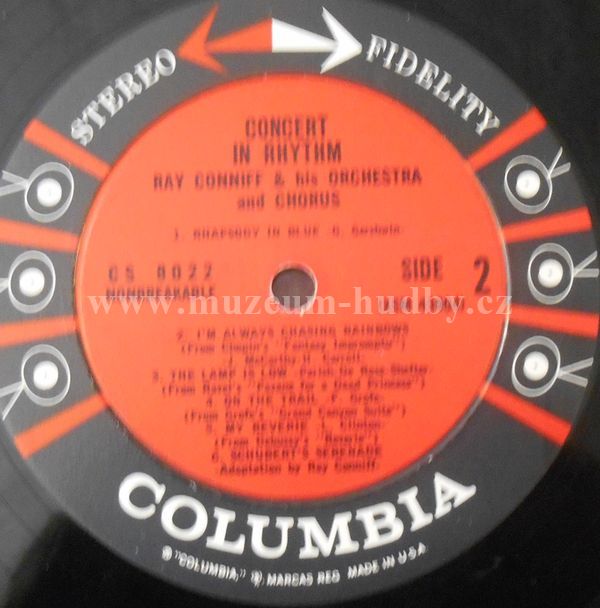 STEREO FIDELITY
CONCERT
IN RHYTHM
RAY CONNIFF & his ORCHESTRA
and CHORUS
1. RHAPSODY IN BLUE G. Gershwin
CS 8022
NONBREAKABLE
SIDE 2
www.muzeum-hudby.cz
2. I'M ALWAYS CHASING RAINBOWS
(From Chopin's "Fantasy Impromptu")
J. McCarthy H. Carroll
3. THE LAMP IS LOW Parish De Rose Shefter
(From Ravel's "Pavane for a Dead Princess")
4. ON THE TRAIL F. Grofe
(From Grofe's "Grand Canyon Suite")
5. MY REVERIE L. Clinton
(From Debussy's "Reverie")
6. SCHUBERT'S SERENADE
Adaptation by Ray Conniff
COLUMBIA
® "COLUMBIA," ® MARCAS REG. MADE IN U.S.A.